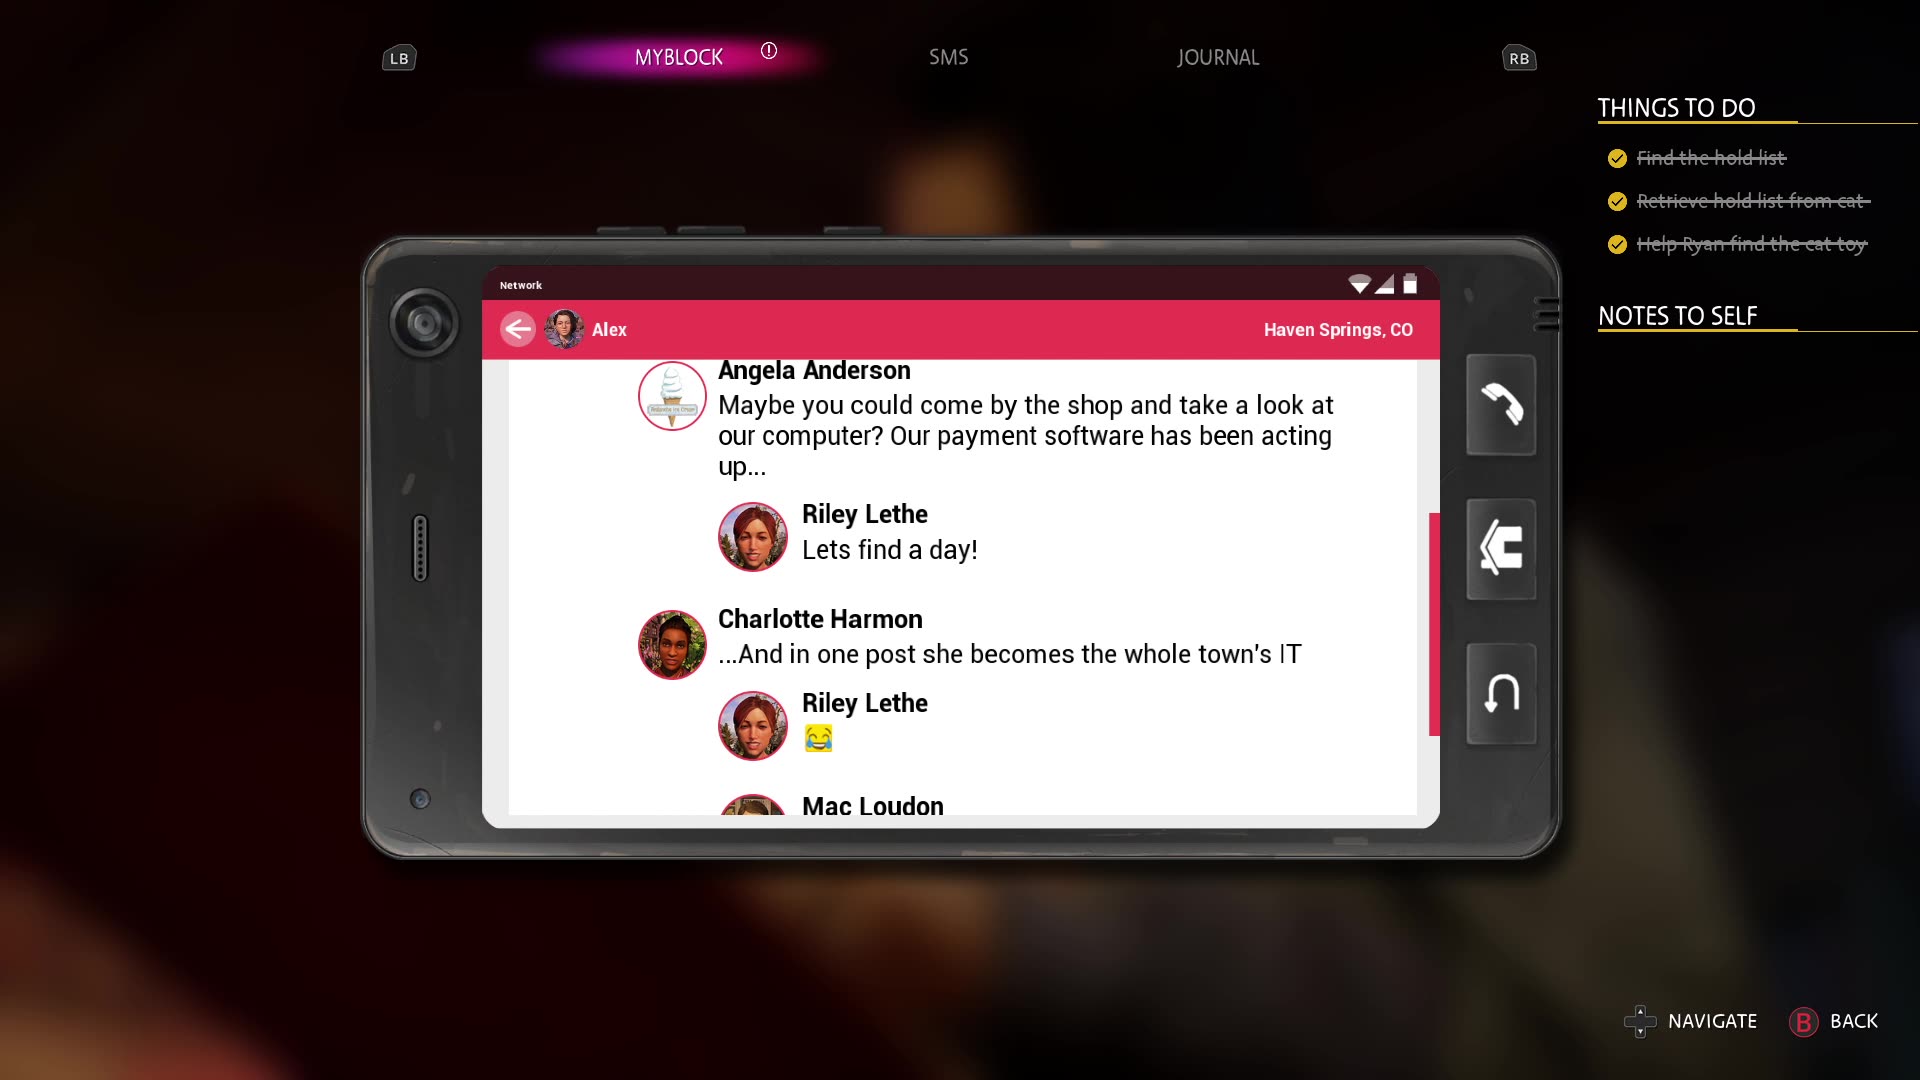 LB
MYBLOCK
SMS
JOURNAL
RB
THINGS TO DO
Find the hold list
Retrieve hold list from cat
Help Ryan find the cat toy
NOTES TO SELF
Network
Alex
Haven Springs, CO
Angela Anderson
Maybe you could come by the shop and take a look at
our computer? Our payment software has been acting
up...
Riley Lethe
Lets find a day!
Charlotte Harmon
...And in one post she becomes the whole town's IT
Riley Lethe
Mac Loudon
NAVIGATE
B BACK